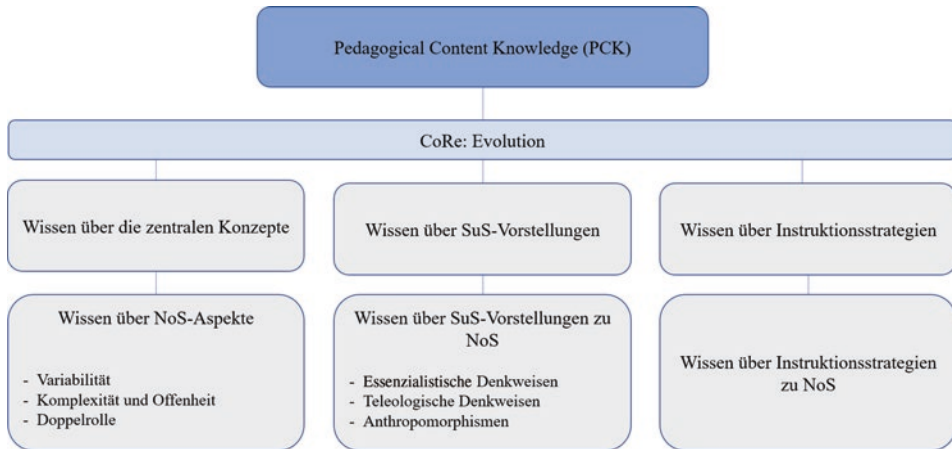 Pedagogical Content Knowledge (PCK)
CoRe: Evolution
Wissen über die zentralen Konzepte
Wissen über SuS-Vorstellungen
Wissen über Instruktionsstrategien
Wissen über NoS-Aspekte
- Variabilität
- Komplexität und Offenheit
- Doppelrolle
Wissen über SuS-Vorstellungen zu
NoS
- Essenzialistische Denkweisen
- Teleologische Denkweisen
- Anthropomorphismen
Wissen über Instruktionsstrategien
zu NoS